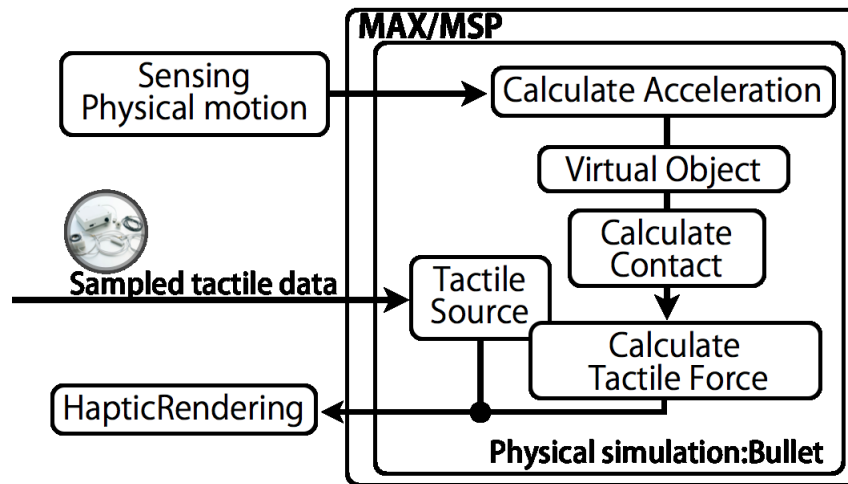 MAX/MSP
Sensing
Physical motion
Calculate Acceleration
Virtual Object
Calculate
Contact
Sampled tactile data
Tactile
Source
Calculate
Tactile Force
HapticRendering
Physical simulation:Bullet